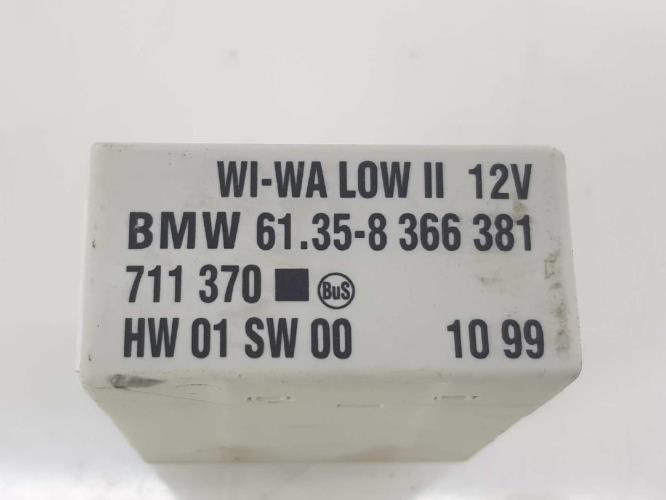 WI-WA LOW II 12V
BMW 61.35-8 366 381
711 370 ■ BuS
HW 01 SW 00 10 99